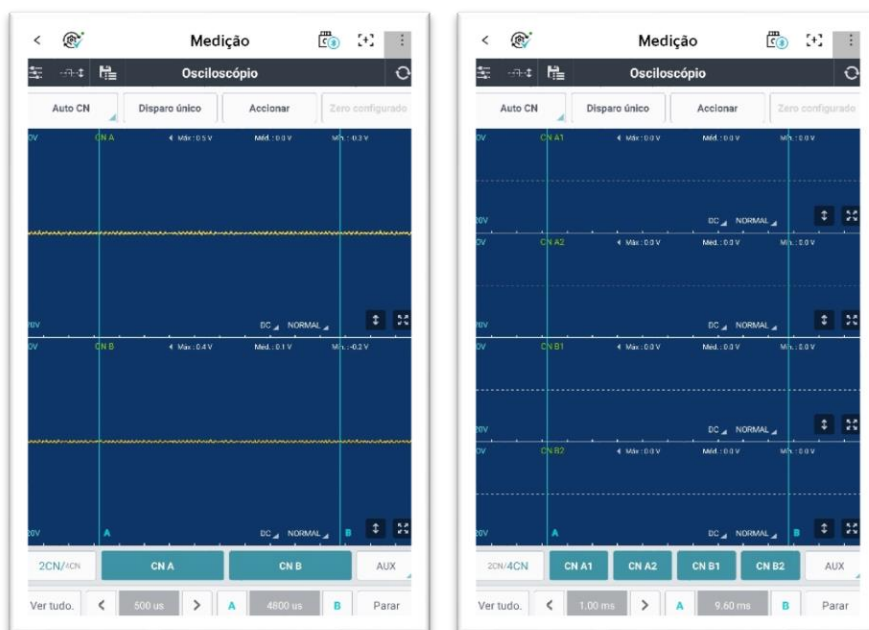 Medição
Osciloscópio
Auto CN
Disparo único
Accionar
Zero configurado
CN A
Máx.: 0.5 V
Méd.: 0.0 V
Mín.: -0.3 V
DC
NORMAL
CN B
Máx.: 0.4 V
Méd.: 0.1 V
Mín.: -0.2 V
20V
A
DC
NORMAL
B
2CN/4CN
CN A
CN B
AUX
Ver tudo.
<
500 us
>
A
4800 us
B
Parar
Medição
Osciloscópio
Auto CN
Disparo único
Accionar
Zero configurado
CN A1
Máx.: 0.0 V
Méd.: 0.0 V
Mín.: 0.0 V
DC
NORMAL
CN A2
Máx.: 0.0 V
Méd.: 0.0 V
Mín.: 0.0 V
DC
NORMAL
CN B1
Máx.: 0.0 V
Méd.: 0.0 V
Mín.: 0.0 V
20V
DC
NORMAL
CN B2
Máx.: 0.0 V
Méd.: 0.0 V
Mín.: 0.0 V
20V
A
DC
NORMAL
B
2CN/4CN
CN A1
CN A2
CN B1
CN B2
AUX
Ver tudo.
<
1.00 ms
>
A
9.60 ms
B
Parar